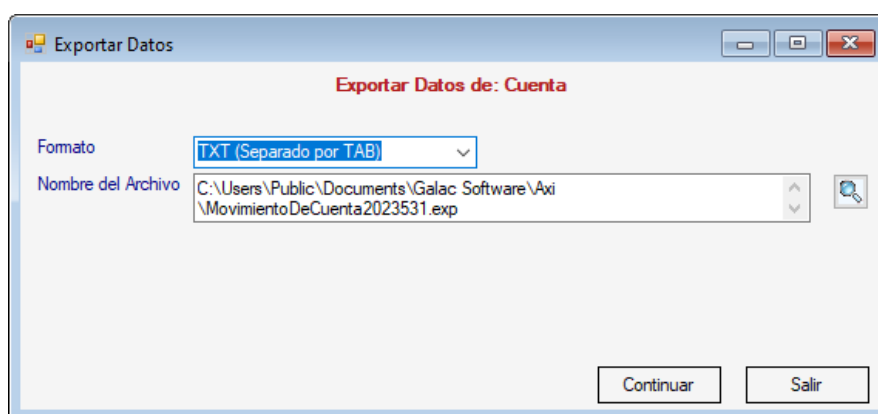 Exportar Datos
Exportar Datos de: Cuenta
Formato
TXT (Separado por TAB)
Nombre del Archivo
C:\Users\Public\Documents\Galac Software\Axi
\MovimientoDeCuenta2023531.exp
Continuar
Salir